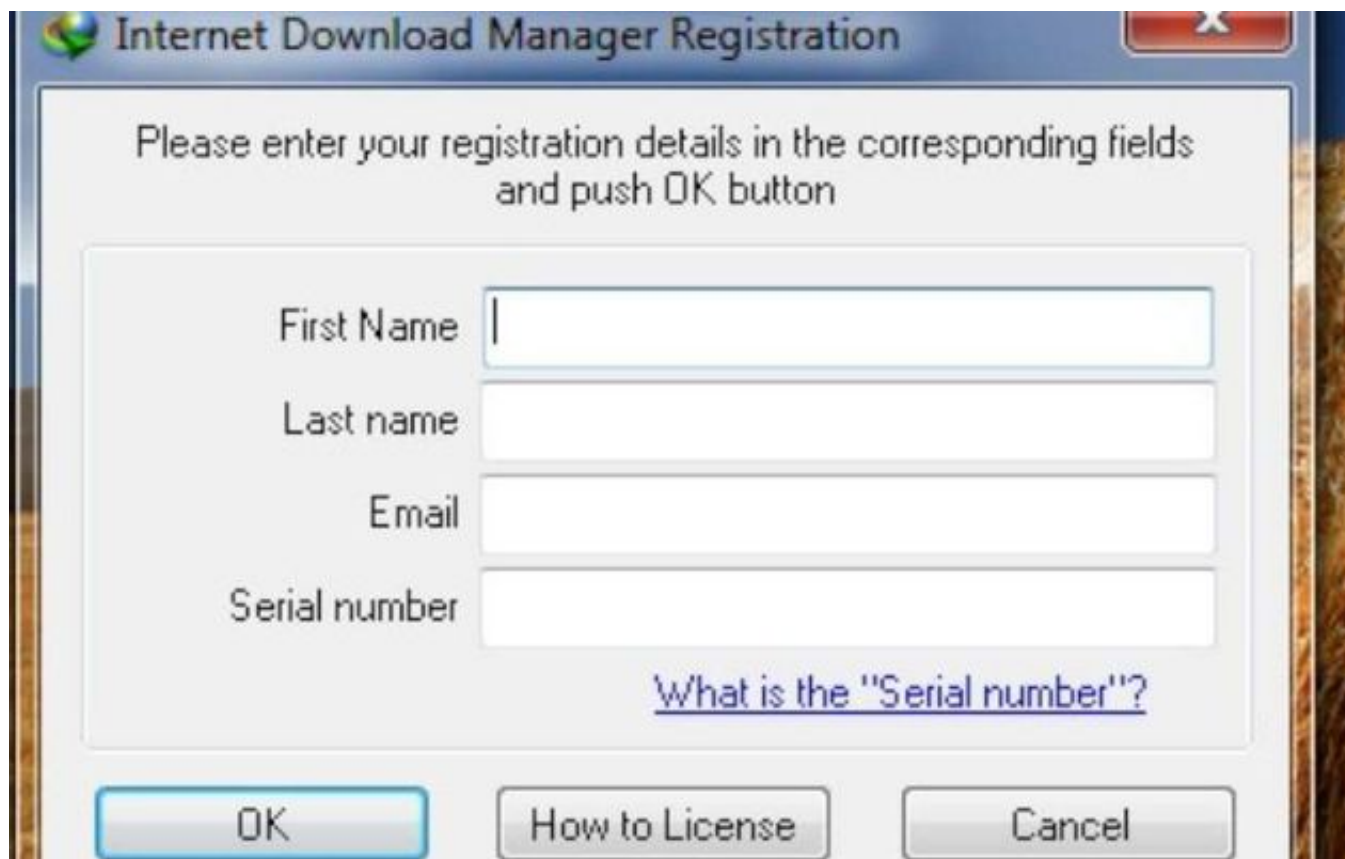 Internet Download Manager Registration
Please enter your registration details in the corresponding fields
and push OK button
First Name
Last name
Email
Serial number
What is the "Serial number"?
OK
How to License
Cancel